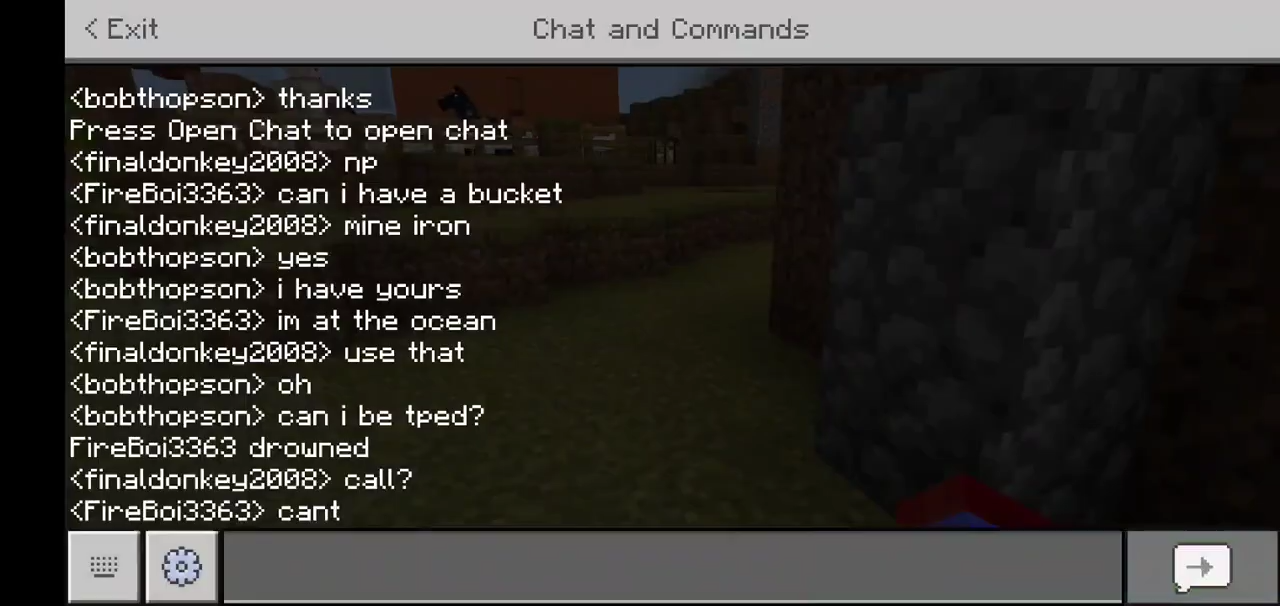 < Exit
Chat and Commands
<bobthopson> thanks
Press Open Chat to open chat
<finaldonkey2008> np
<FireBoi3363> can i have a bucket
<finaldonkey2008> mine iron
<bobthopson> yes
<bobthopson> i have yours
<FireBoi3363> im at the ocean
<finaldonkey2008> use that
<bobthopson> oh
<bobthopson> can i be tped?
FireBoi3363 drowned
<finaldonkey2008> call?
<FireBoi3363> cant